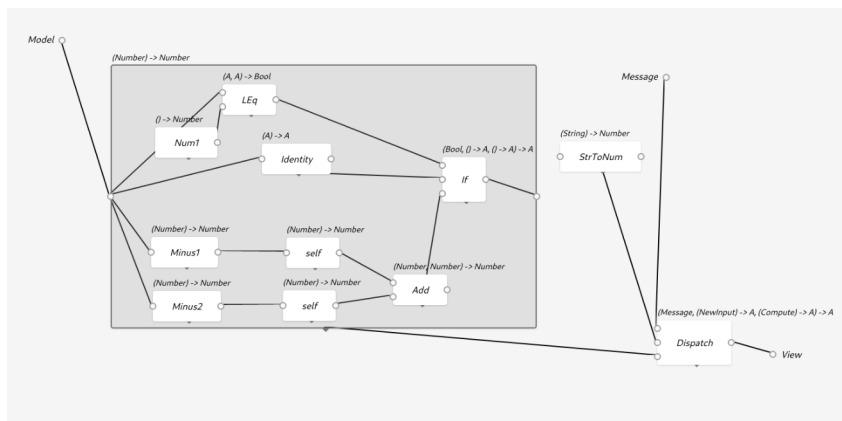 Model
(Number) -> Number
(A, A) -> Bool
LEq
() -> Number
Num1
(A) -> A
Identity
(Bool, () -> A, () -> A) -> A
If
(Number) -> Number
Minus1
(Number) -> Number
self
(Number) -> Number
Minus2
(Number) -> Number
self
(Number, Number) -> Number
Add
Message
(String) -> Number
StrToNum
(Message, (NewInput) -> A, (Compute) -> A) -> A
Dispatch
View